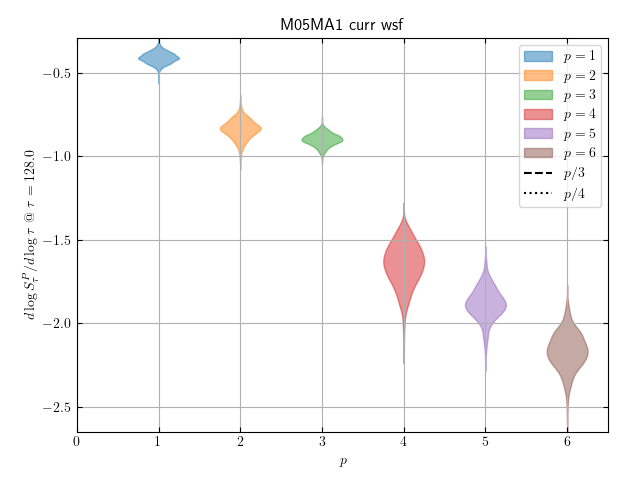 M05MA1 curr wsf
d log S_τ^P / d log τ @ τ = 128.0
−0.5
−1.0
−1.5
−2.0
−2.5
0 1 2 3 4 5 6
p
p = 1
p = 2
p = 3
p = 4
p = 5
p = 6
p/3
p/4